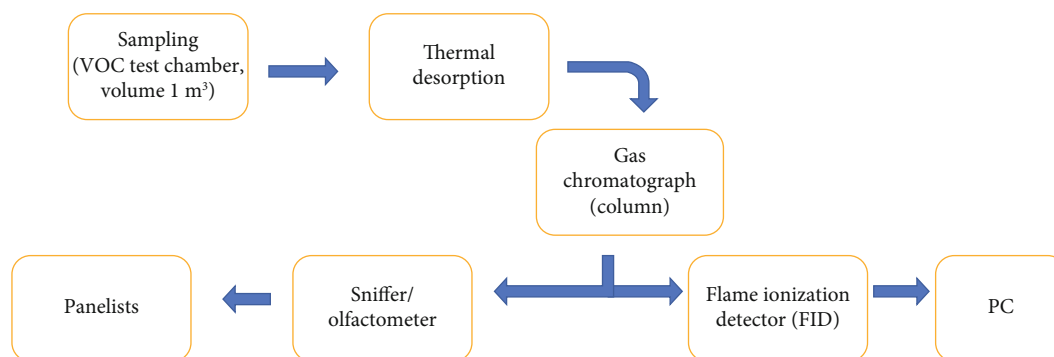 Sampling
(VOC test chamber,
volume 1 m³)
Thermal
desorption
Gas
chromatograph
(column)
Panelists
Sniffer/
olfactometer
Flame ionization
detector (FID)
PC